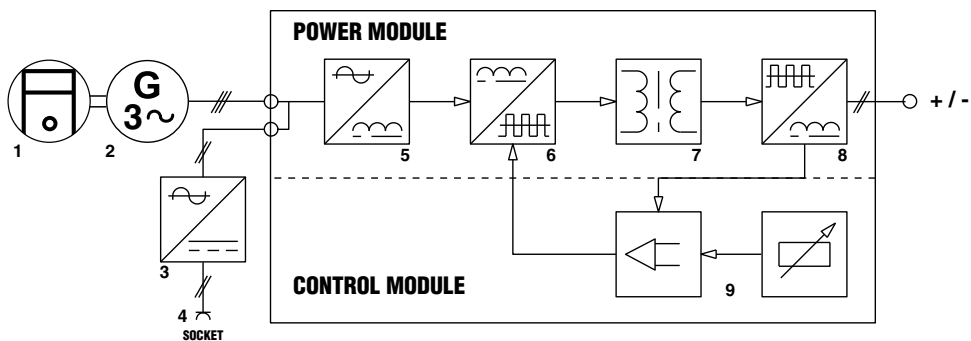 POWER MODULE
G
3~
+ / -
1
2
5
6
7
8
3
CONTROL MODULE
9
4
SOCKET